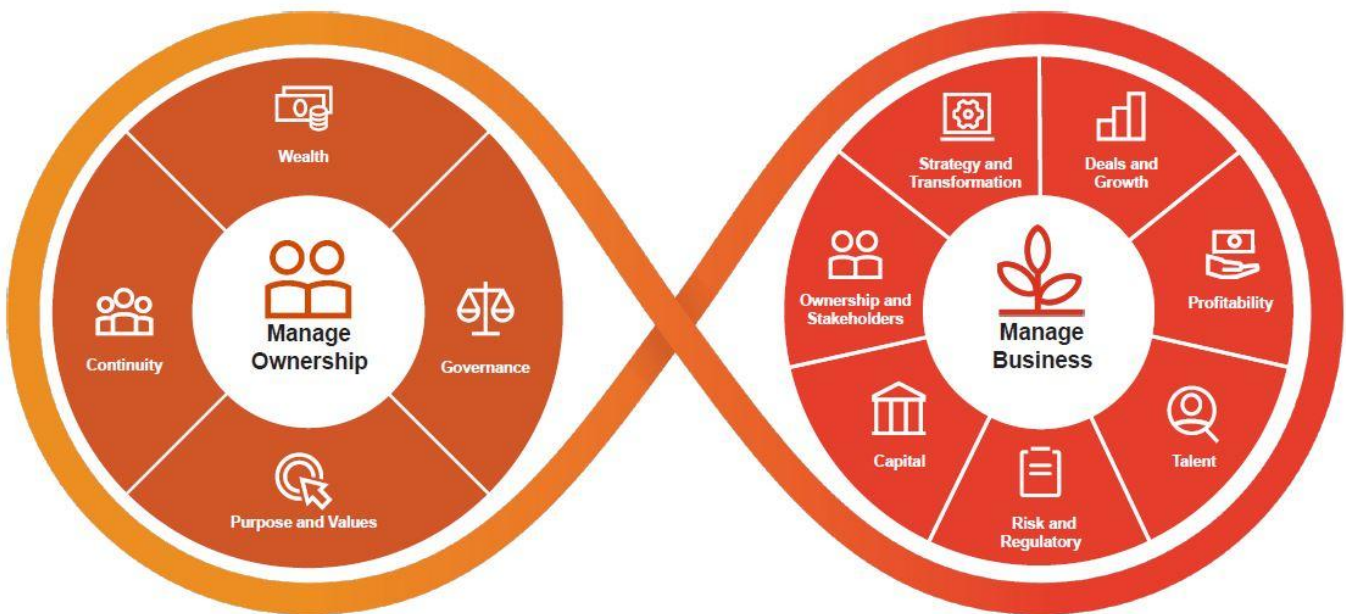 Wealth
Manage
Ownership
Continuity
Governance
Purpose and Values
Strategy and
Transformation
Deals and
Growth
Ownership and
Stakeholders
Manage
Business
Profitability
Capital
Talent
Risk and
Regulatory